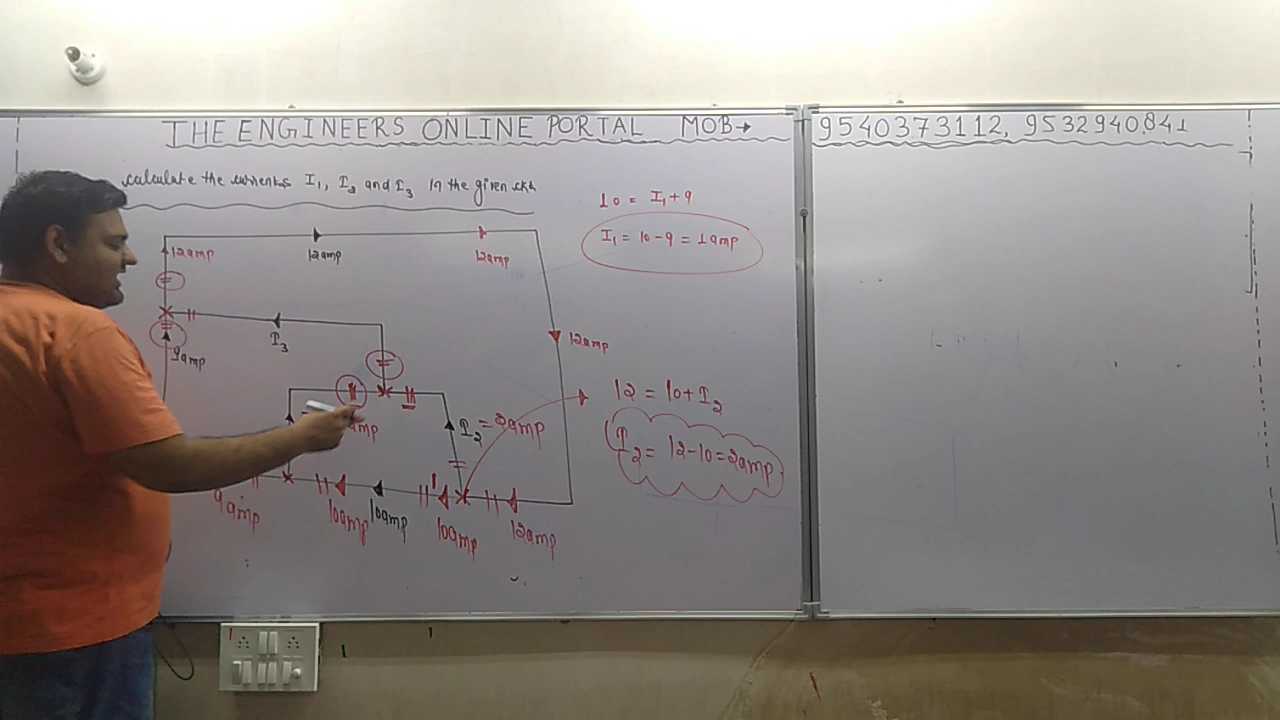 THE ENGINEERS ONLINE PORTAL MOB→ 9540373112, 9532940841
calculate the currents I₁, I₂ and I₃ in the given ckt
10 = I₁+9
I₁ = 10-9 = 1amp
12amp
12amp
12amp
12amp
I₃
9amp
12 = 10+I₂
I₂ = 12-10=2amp
I₂ = 2amp
amp
9amp
10amp
10amp
10amp
12amp